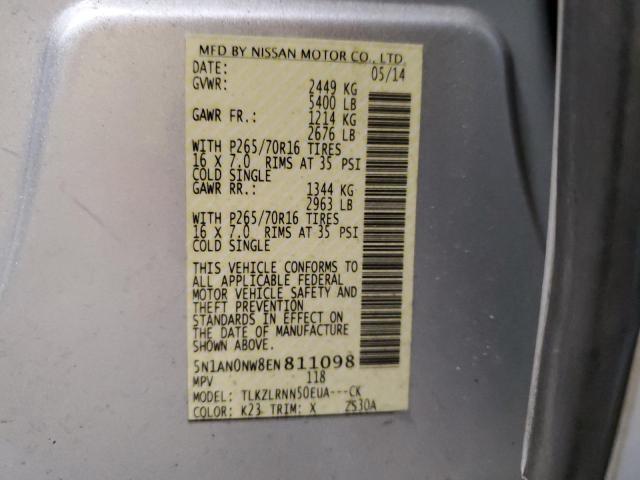 MFD BY NISSAN MOTOR CO., LTD.
DATE: 05/14
GVWR: 2449 KG
5400 LB
GAWR FR.: 1214 KG
2676 LB
WITH P265/70R16 TIRES
16 X 7.0 RIMS AT 35 PSI
COLD SINGLE
GAWR RR.: 1344 KG
2963 LB
WITH P265/70R16 TIRES
16 X 7.0 RIMS AT 35 PSI
COLD SINGLE
THIS VEHICLE CONFORMS TO
ALL APPLICABLE FEDERAL
MOTOR VEHICLE SAFETY AND
THEFT PREVENTION
STANDARDS IN EFFECT ON
THE DATE OF MANUFACTURE
SHOWN ABOVE.
5N1AN0NW8EN811098
MPV 118
MODEL: TLKZLRNN50EUA---CK
COLOR: K23 TRIM: X ZS30A